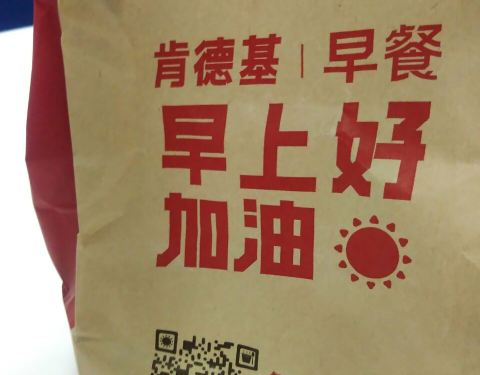 肯德基 | 早餐
早上好
加油